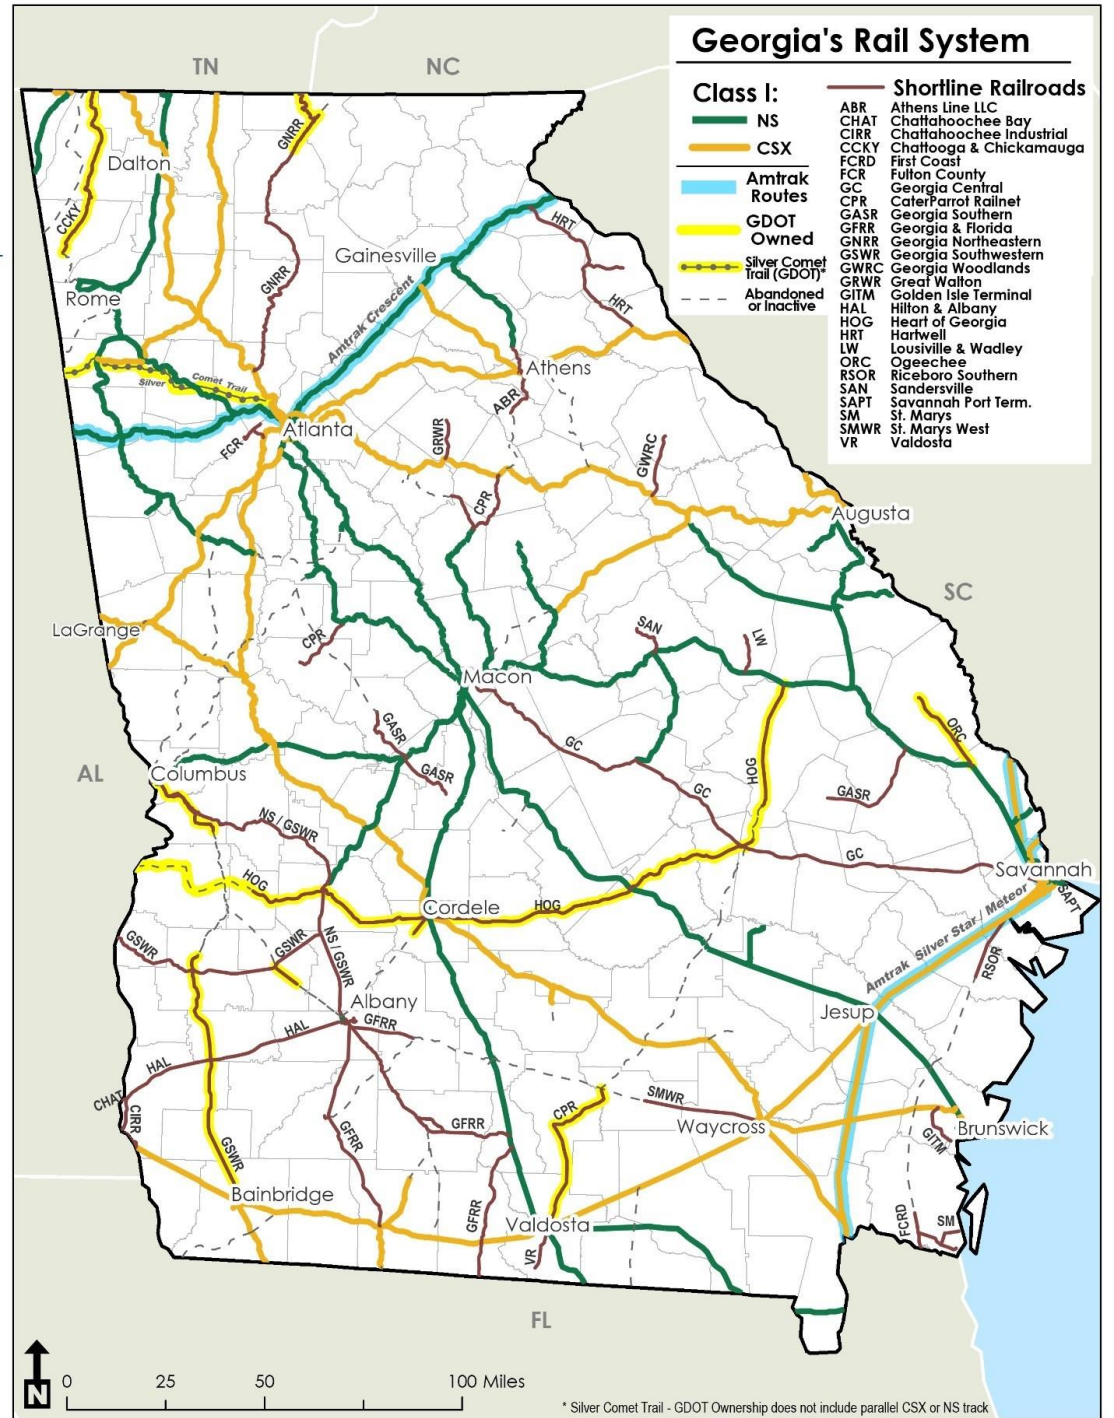 Georgia's Rail System
Class I:
NS
CSX
Amtrak
Routes
GDOT
Owned
Silver Comet
Trail (GDOT)*
Abandoned
or Inactive
Shortline Railroads
ABR Athens Line LLC
CHAT Chattahoochee Bay
CIRR Chattahoochee Industrial
CCKY Chattooga & Chickamauga
FCRD First Coast
FCR Fulton County
GC Georgia Central
CPR CaterParrot Railnet
GASR Georgia Southern
GFRR Georgia & Florida
GNRR Georgia Northeastern
GSWR Georgia Southwestern
GWRC Georgia Woodlands
GRWR Great Walton
GITM Golden Isle Terminal
HAL Hilton & Albany
HOG Heart of Georgia
HRT Hartwell
LW Lousiville & Wadley
ORC Ogeechee
RSOR Riceboro Southern
SAN Sandersville
SAPT Savannah Port Term.
SM St. Marys
SMWR St. Marys West
VR Valdosta
TN
NC
GNRR
Dalton
CCKY
HRT
Gainesville
GNRR
Rome
HRT
Amtrak Crescent
Athens
Silver Comet Trail
ABR
Atlanta
FCR
GRWR
GWRC
CPR
Augusta
SC
LaGrange
CPR
SAN
LW
Macon
GASR
GC
ORC
AL
Columbus
GASR
HOG
GC
GASR
NS / GSWR
GC
Savannah
HOG
Cordele
HOG
SAPT
GSWR
GSWR
NS / GSWR
Amtrak Silver Star / Meteor
RSOR
Albany
GFRR
Jesup
HAL
HAL
CHAT
CIRR
CPR
SMWR
Waycross
Brunswick
GITM
GFRR
GFRR
GSWR
Bainbridge
GFRR
Valdosta
VR
FCRD
SM
FL
N
0 25 50 100 Miles
* Silver Comet Trail - GDOT Ownership does not include parallel CSX or NS track